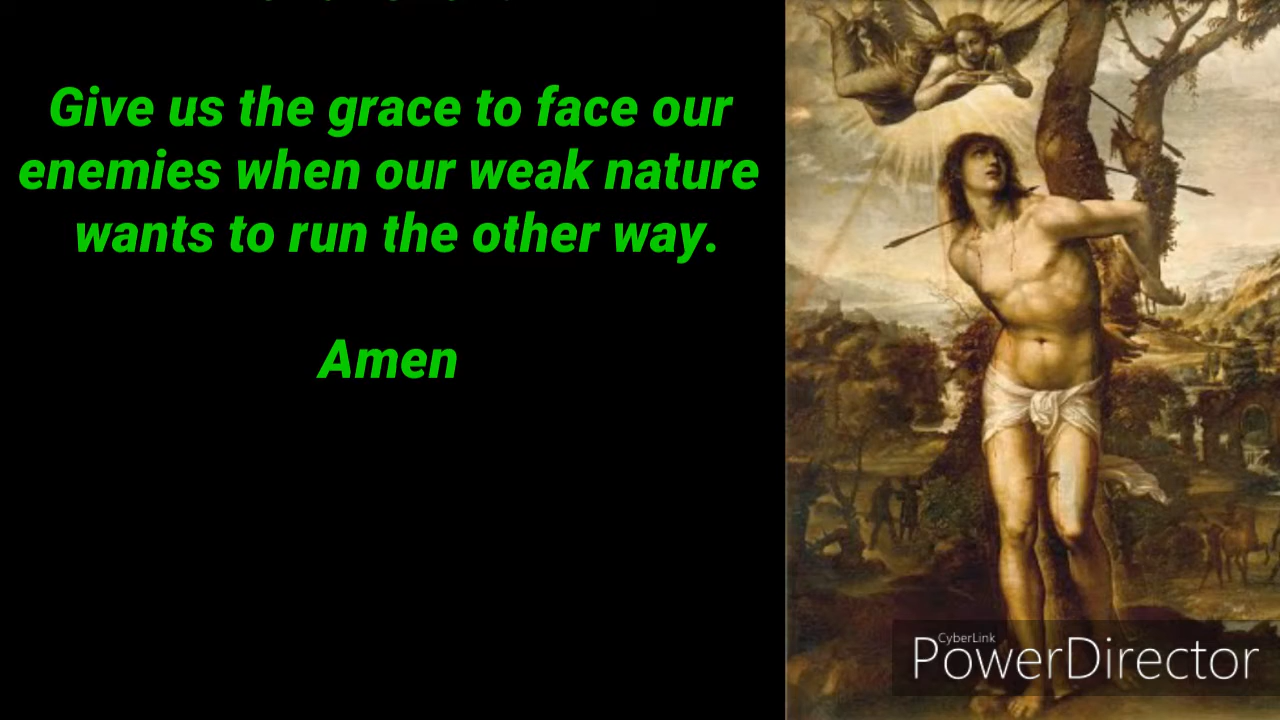 Give us the grace to face our
enemies when our weak nature
wants to run the other way.
Amen
CyberLink
PowerDirector